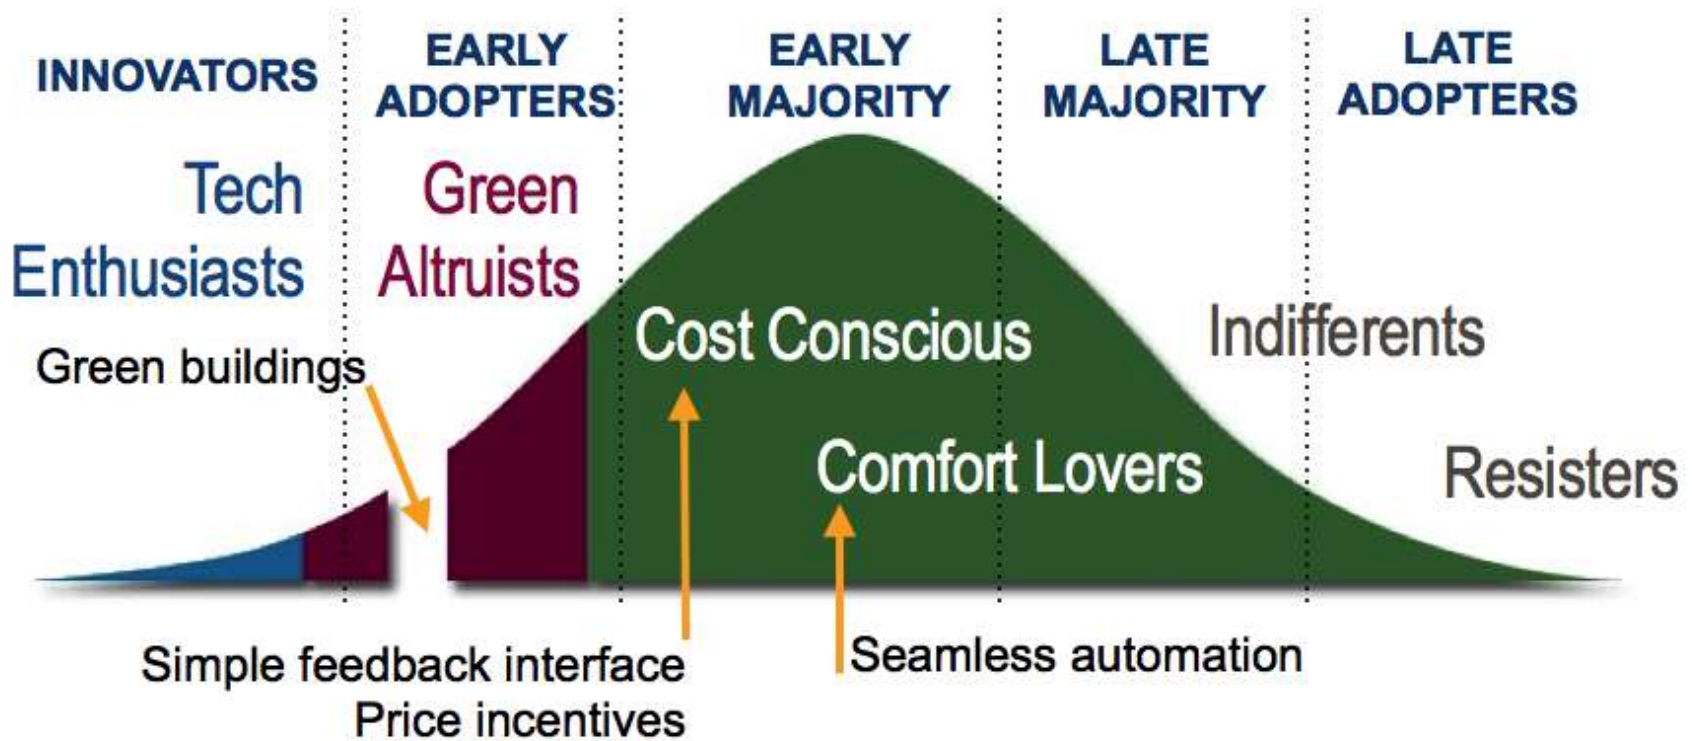 INNOVATORS
EARLY
ADOPTERS
EARLY
MAJORITY
LATE
MAJORITY
LATE
ADOPTERS
Tech
Enthusiasts
Green
Altruists
Green buildings
Cost Conscious
Comfort Lovers
Indifferents
Resisters
Simple feedback interface
Price incentives
Seamless automation